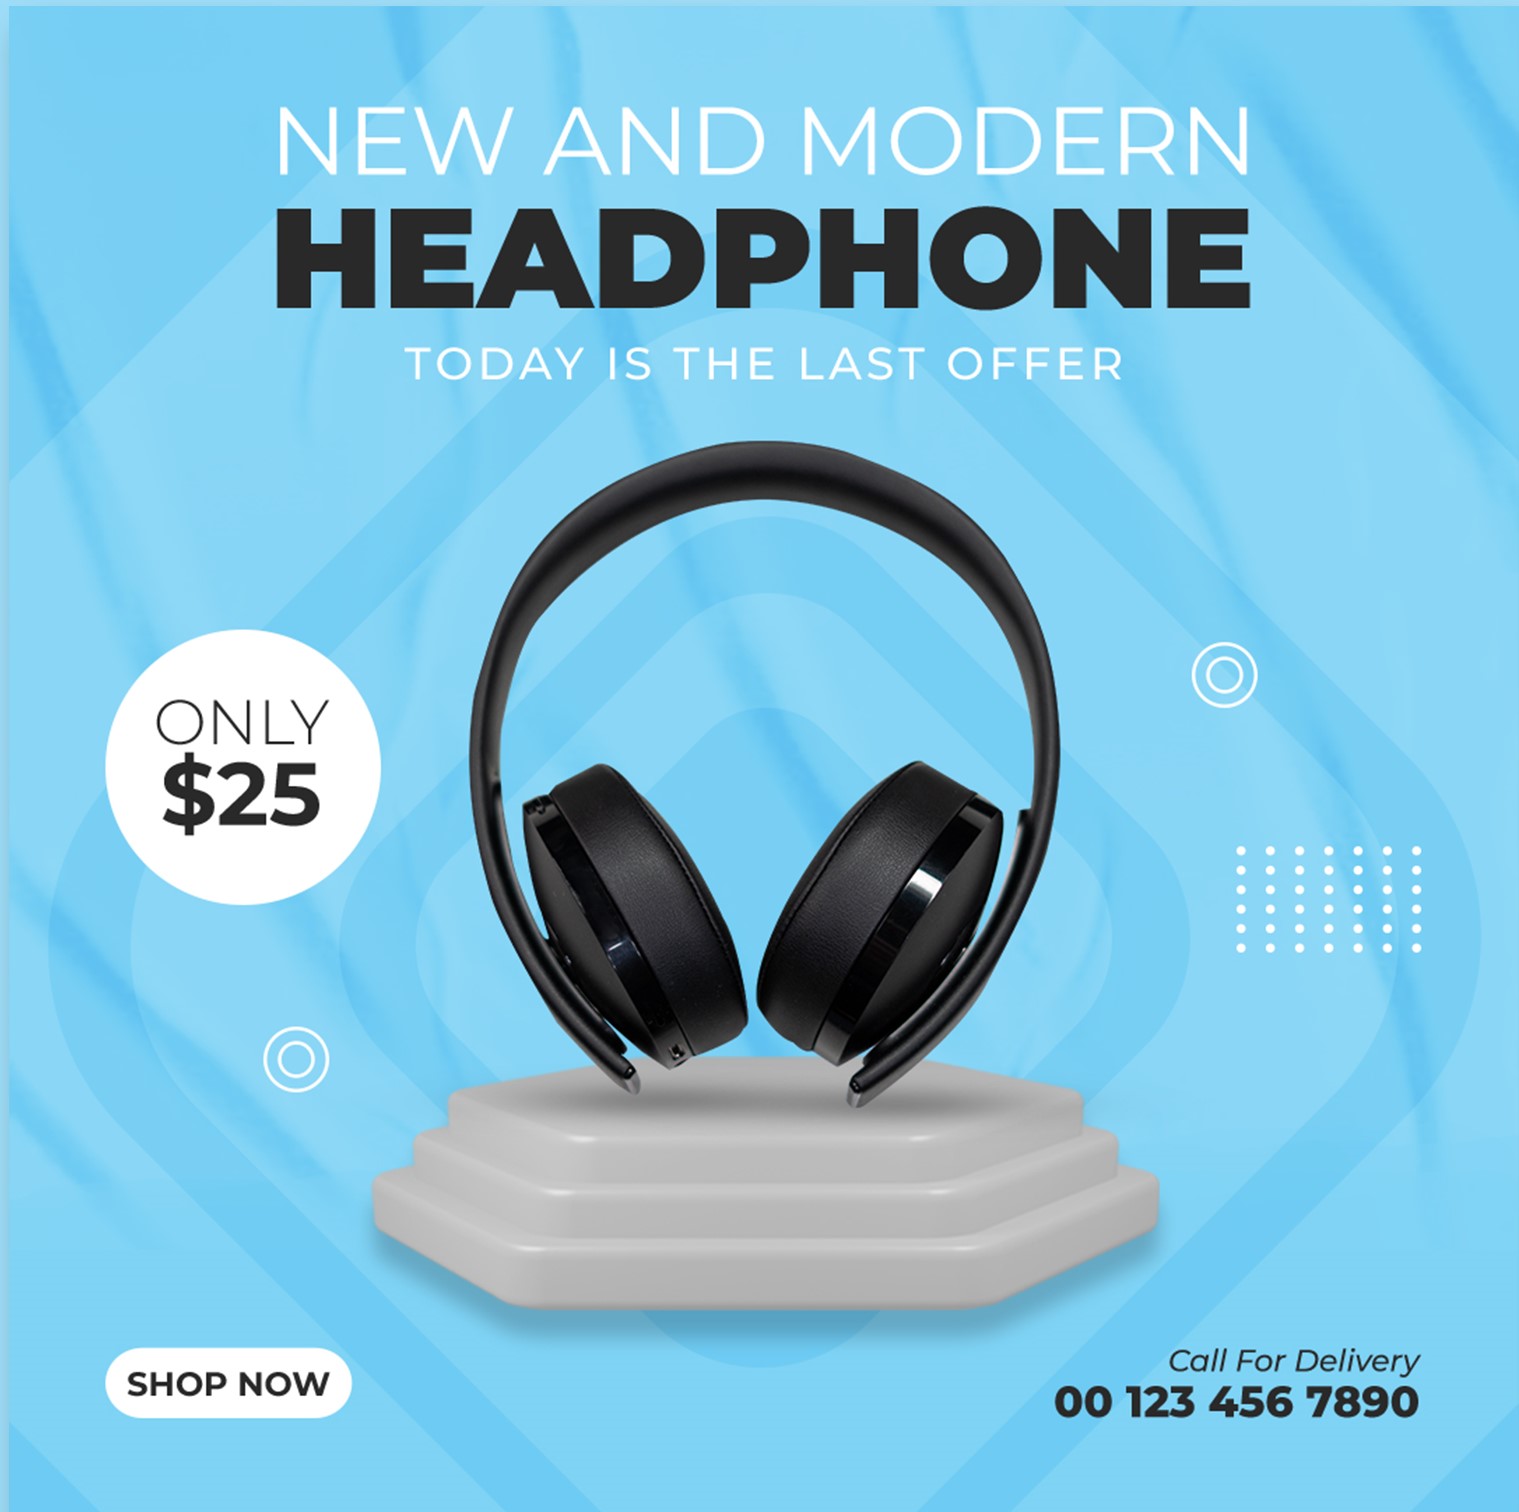 NEW AND MODERN
HEADPHONE
TODAY IS THE LAST OFFER
ONLY
$25
SHOP NOW
Call For Delivery
00 123 456 7890